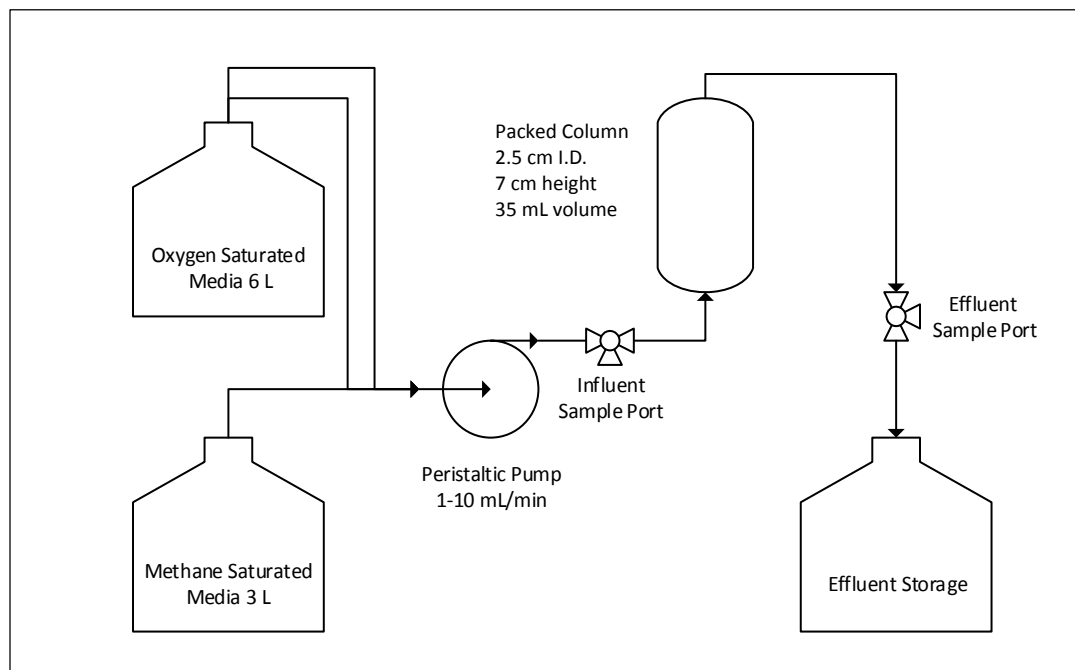 Oxygen Saturated
Media 6 L
Methane Saturated
Media 3 L
Peristaltic Pump
1-10 mL/min
Influent
Sample Port
Packed Column
2.5 cm I.D.
7 cm height
35 mL volume
Effluent
Sample Port
Effluent Storage